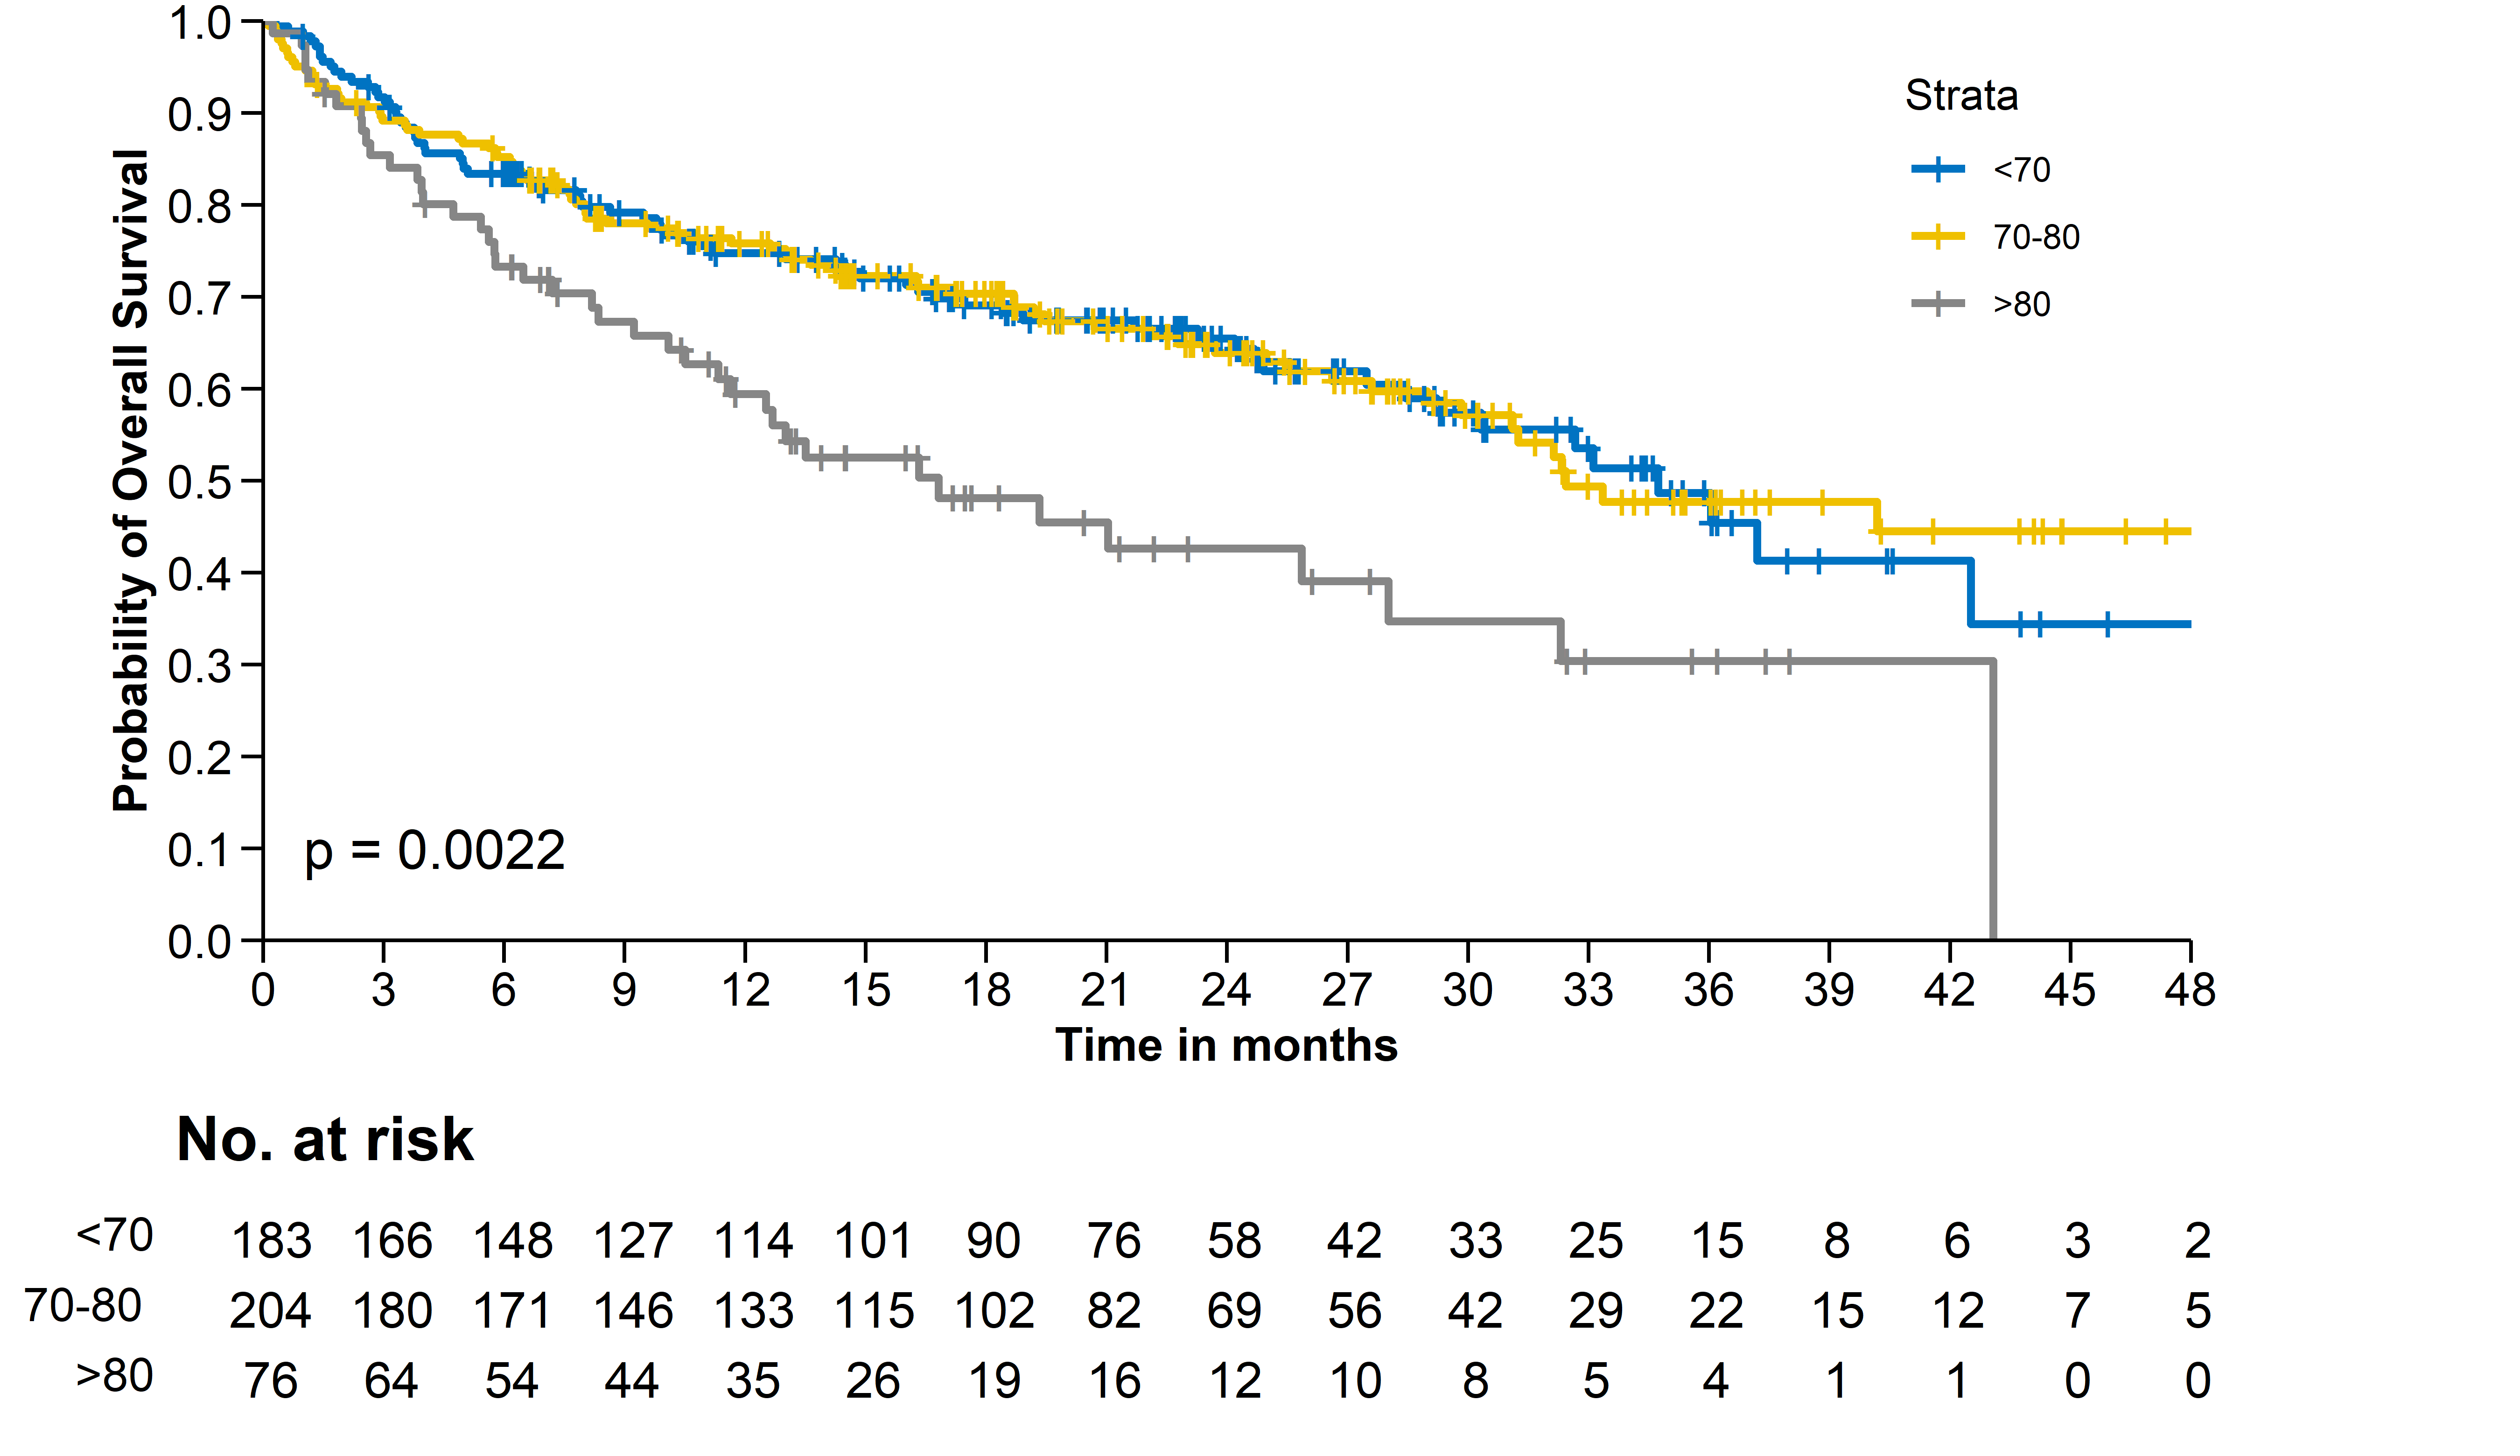 Probability of Overall Survival
1.0
0.9
0.8
0.7
0.6
0.5
0.4
0.3
0.2
0.1
0.0
Strata
<70
70-80
>80
p = 0.0022
0 3 6 9 12 15 18 21 24 27 30 33 36 39 42 45 48
Time in months
No. at risk
<70 183 166 148 127 114 101 90 76 58 42 33 25 15 8 6 3 2
70-80 204 180 171 146 133 115 102 82 69 56 42 29 22 15 12 7 5
>80 76 64 54 44 35 26 19 16 12 10 8 5 4 1 1 0 0